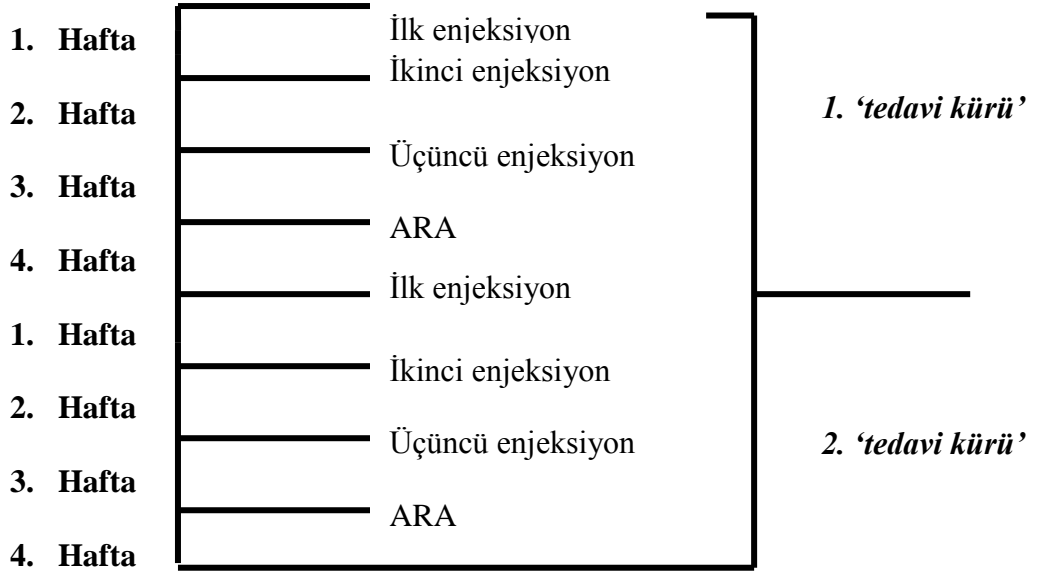 1. Hafta
İlk enjeksiyon
İkinci enjeksiyon
2. Hafta
1. ‘tedavi kürü’
Üçüncü enjeksiyon
3. Hafta
ARA
4. Hafta
İlk enjeksiyon
1. Hafta
İkinci enjeksiyon
2. Hafta
Üçüncü enjeksiyon
2. ‘tedavi kürü’
3. Hafta
ARA
4. Hafta